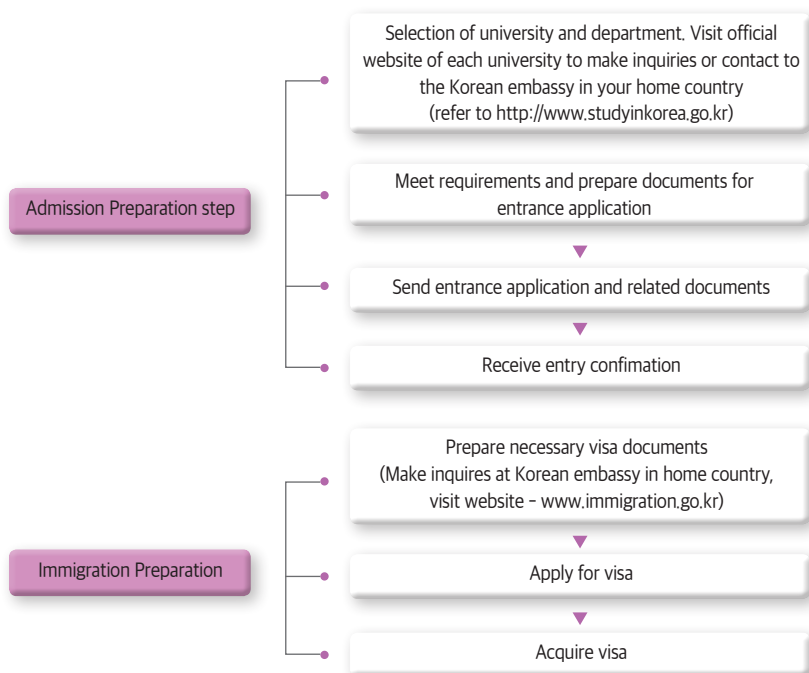 Selection of university and department. Visit official
website of each university to make inquiries or contact to
the Korean embassy in your home country
(refer to http://www.studyinkorea.go.kr)
Admission Preparation step
Meet requirements and prepare documents for
entrance application
Send entrance application and related documents
Receive entry confimation
Prepare necessary visa documents
(Make inquires at Korean embassy in home country,
visit website - www.immigration.go.kr)
Immigration Preparation
Apply for visa
Acquire visa